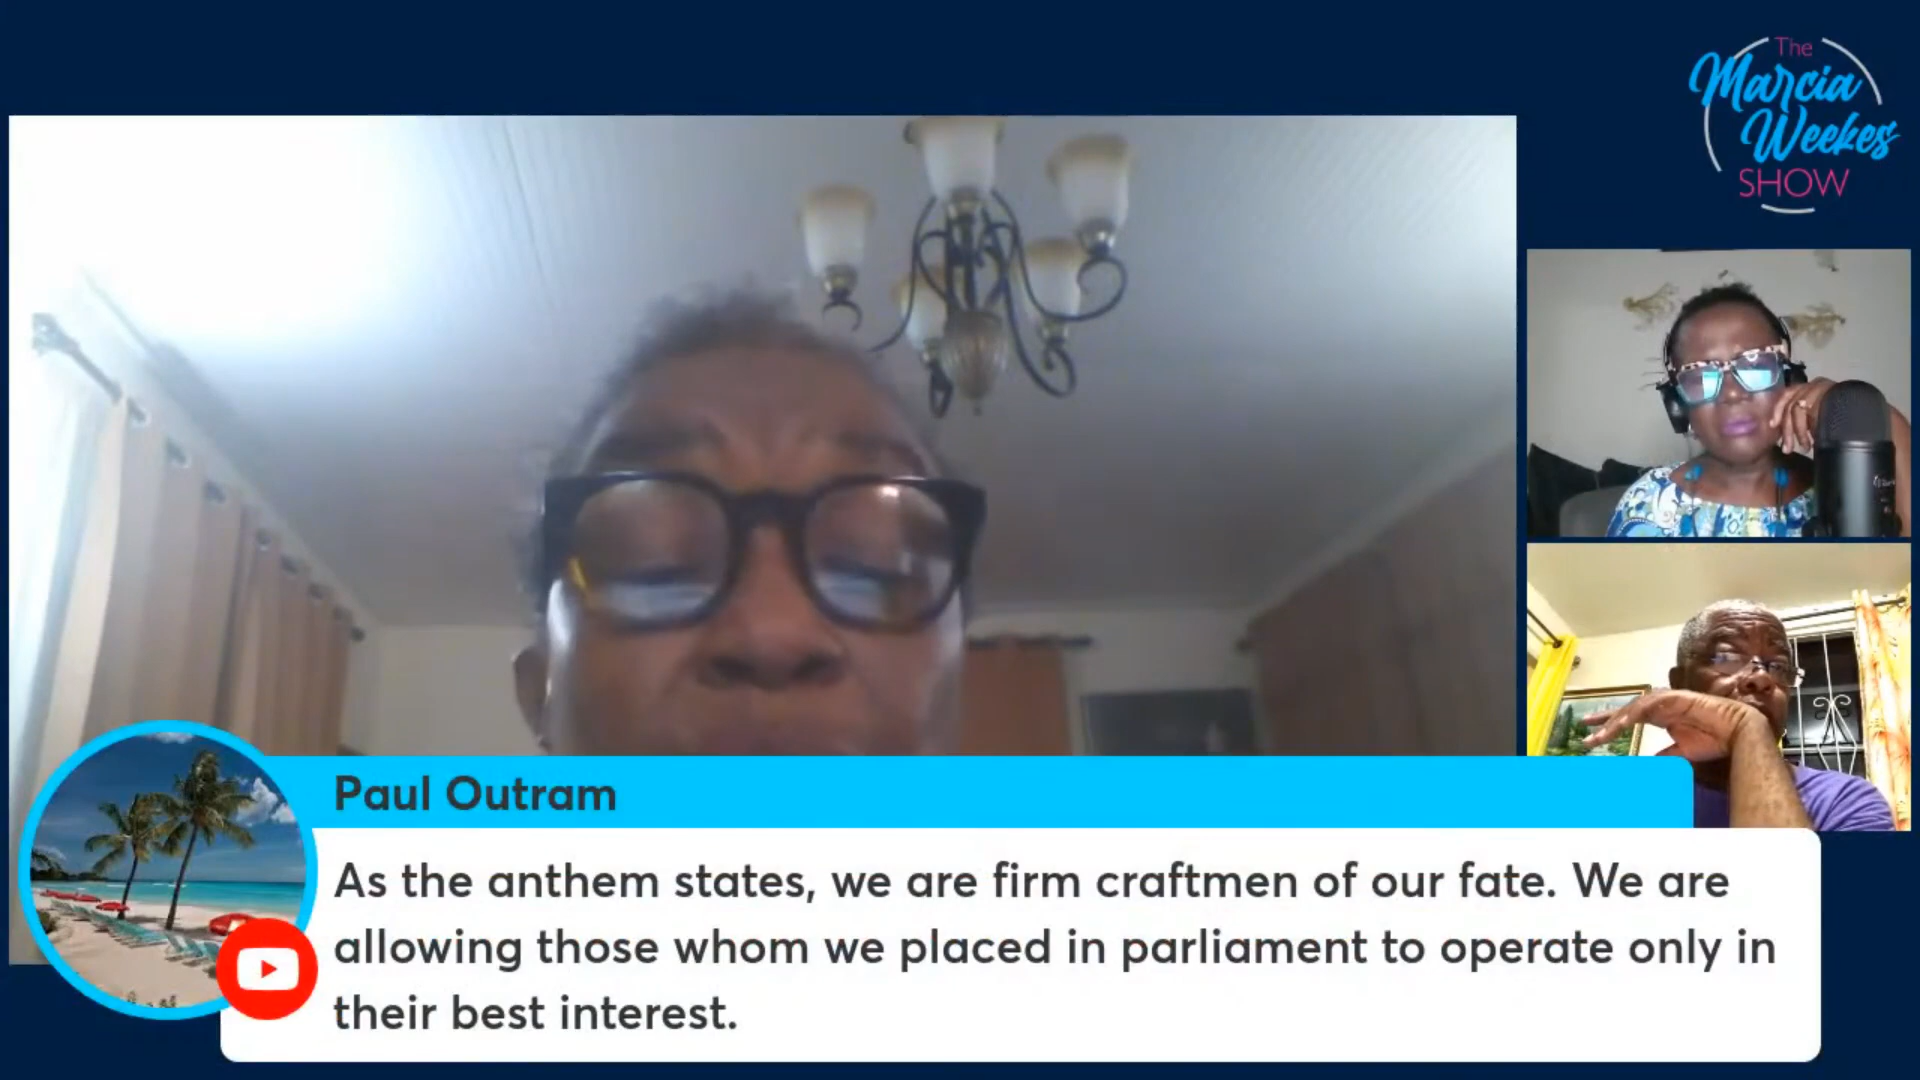 The
Marcia
Weekes
SHOW
Paul Outram
As the anthem states, we are firm craftmen of our fate. We are
allowing those whom we placed in parliament to operate only in
their best interest.